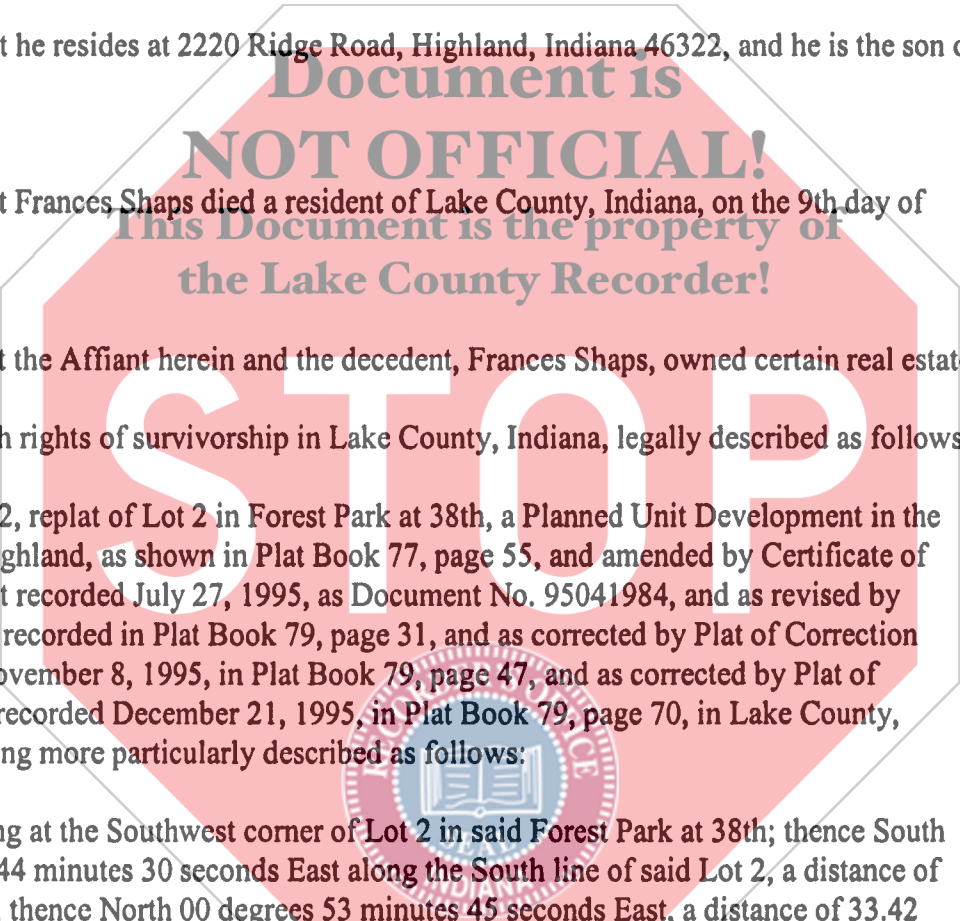 t he resides at 2220 Ridge Road, Highland, Indiana 46322, and he is the son
Document is
NOT OFFICIAL!
t Frances Shaps died a resident of Lake County, Indiana, on the 9th day of
This Document is the property of
the Lake County Recorder!
t the Affiant herein and the decedent, Frances Shaps, owned certain real estat
h rights of survivorship in Lake County, Indiana, legally described as follows
STOP
2, replat of Lot 2 in Forest Park at 38th, a Planned Unit Development in the
ghland, as shown in Plat Book 77, page 55, and amended by Certificate of
t recorded July 27, 1995, as Document No. 95041984, and as revised by
recorded in Plat Book 79, page 31, and as corrected by Plat of Correction
ovember 8, 1995, in Plat Book 79, page 47, and as corrected by Plat of
recorded December 21, 1995, in Plat Book 79, page 70, in Lake County,
ng more particularly described as follows:
RECORDER'S OFFICE
SEAL
INDIANA
ng at the Southwest corner of Lot 2 in said Forest Park at 38th; thence South
44 minutes 30 seconds East along the South line of said Lot 2, a distance of
thence North 00 degrees 53 minutes 45 seconds East, a distance of 33.42